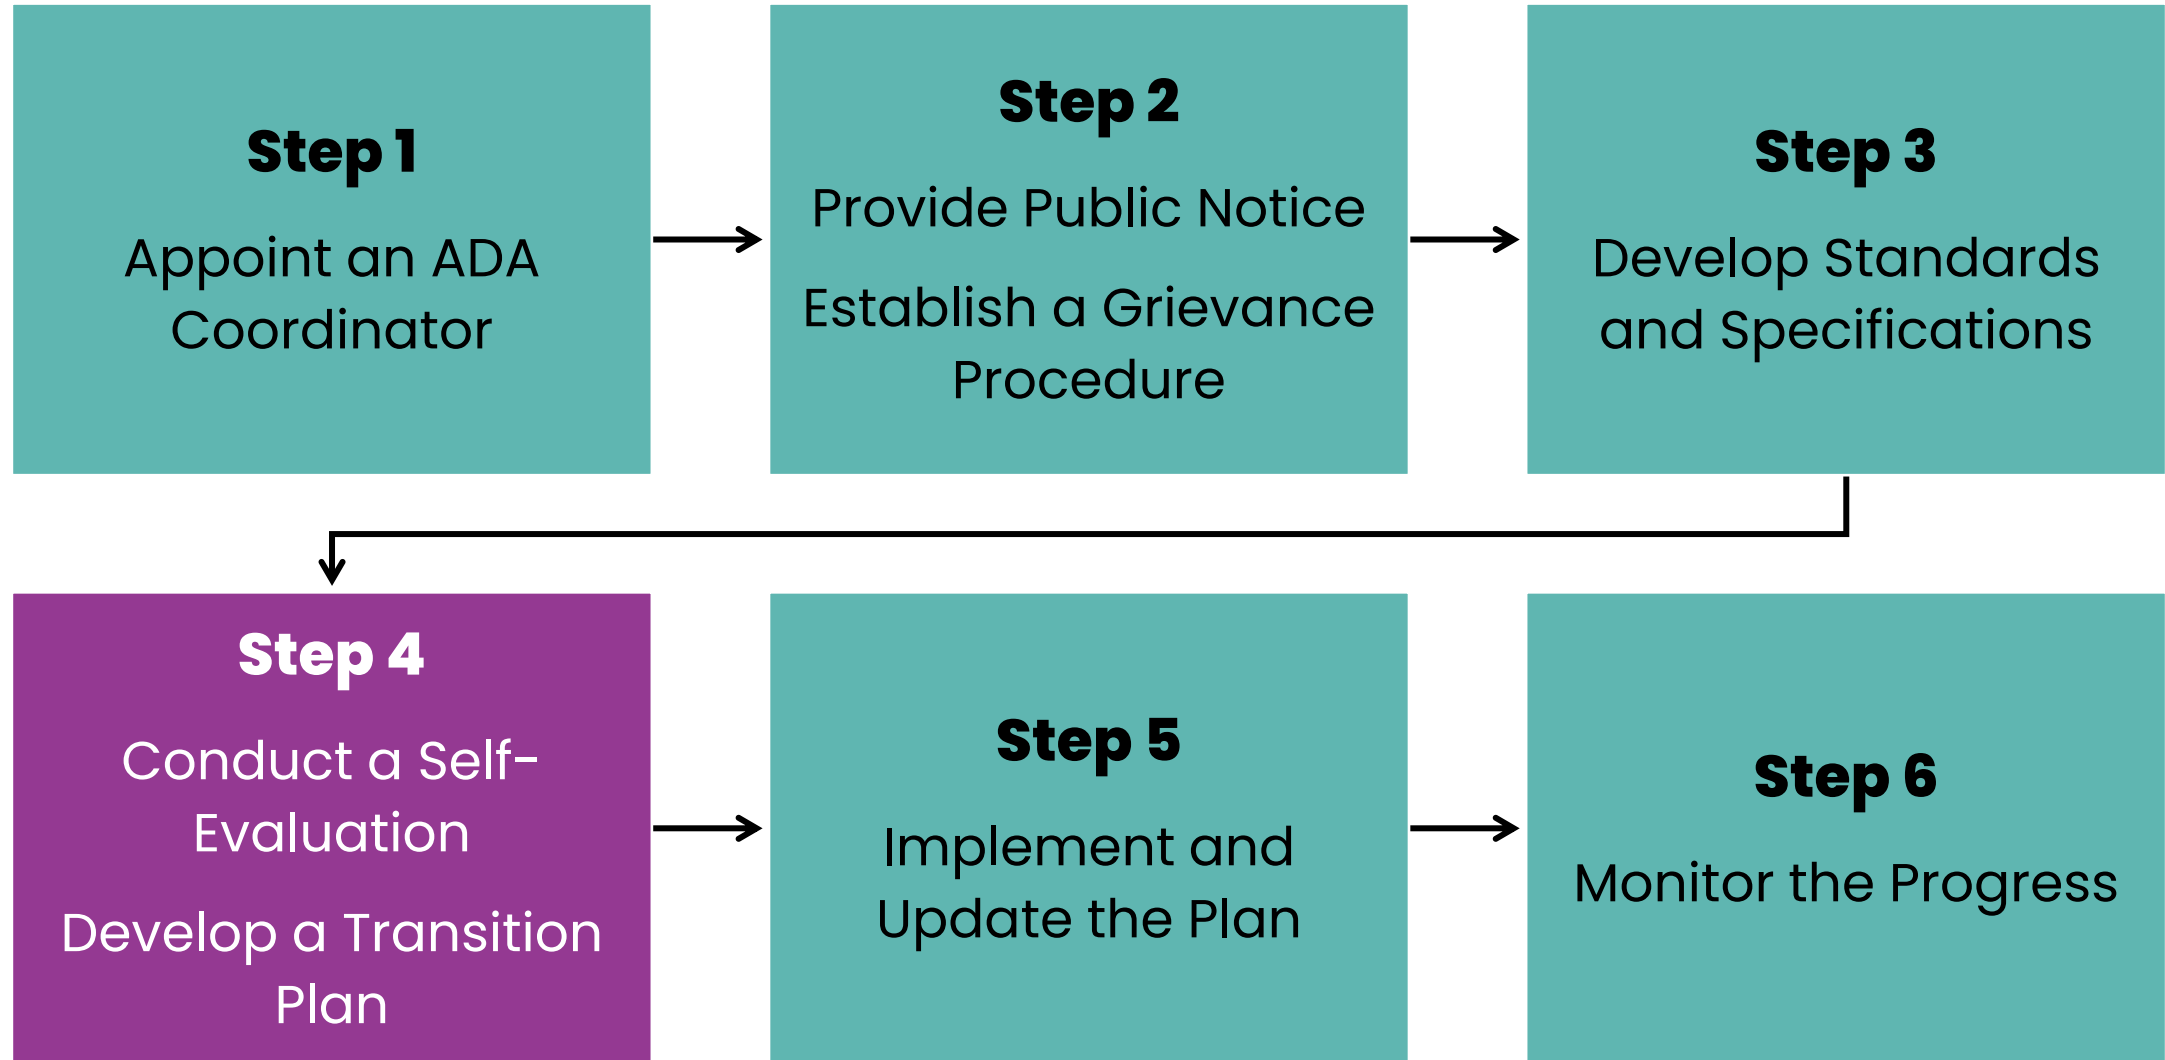 Step 1
Appoint an ADA
Coordinator
Step 2
Provide Public Notice
Establish a Grievance
Procedure
Step 3
Develop Standards
and Specifications
Step 4
Conduct a Self-
Evaluation
Develop a Transition
Plan
Step 5
Implement and
Update the Plan
Step 6
Monitor the Progress